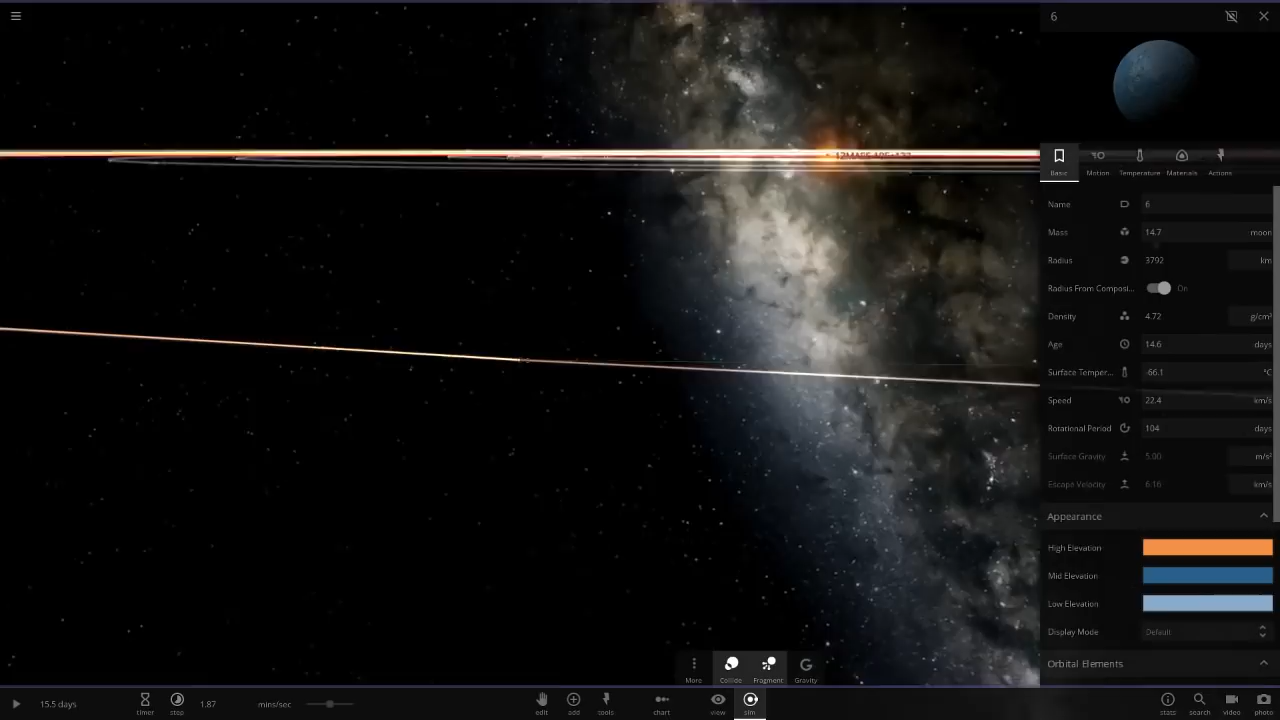 6
Basic
Motion
Temperature
Materials
Actions
Name 6
Mass 14.7 moon
Radius 3792 km
Radius From Composi... On
Density 4.72 g/cm³
Age 14.6 days
Surface Temper... -66.1 °C
Speed 22.4 km/s
Rotational Period 104 days
Surface Gravity 5.00 m/s²
Escape Velocity 6.16 km/s
Appearance
High Elevation
Mid Elevation
Low Elevation
Display Mode Default
Orbital Elements
More
Collide
Fragment
Gravity
15.5 days
timer
step
1.87 mins/sec
edit
add
tools
chart
view
sim
stats
search
video
photo